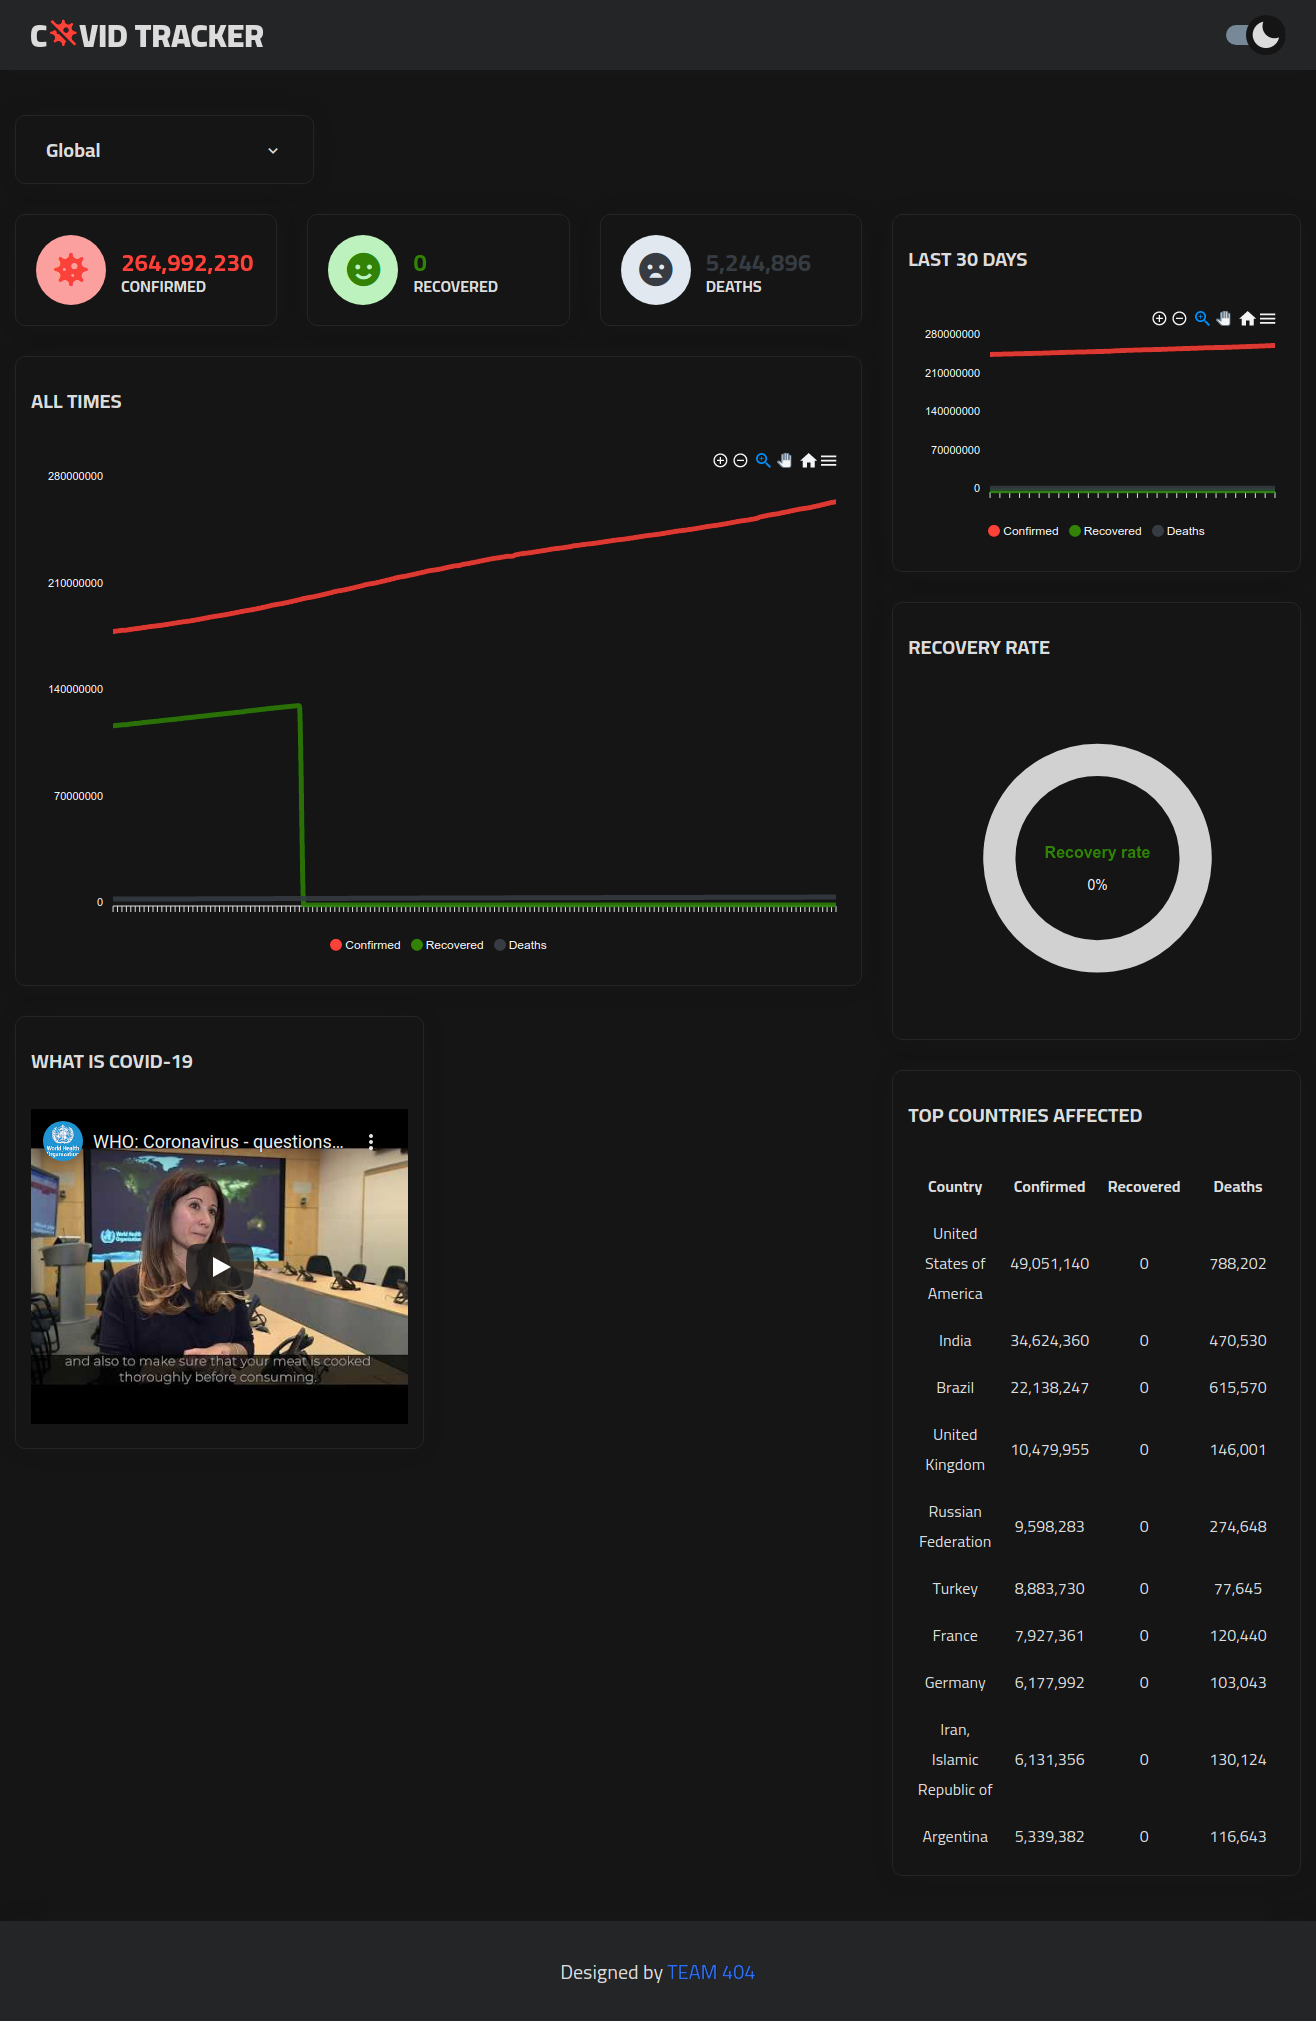 C VID TRACKER
Global
264,992,230
CONFIRMED
0
RECOVERED
5,244,896
DEATHS
ALL TIMES
280000000
210000000
140000000
70000000
0
Confirmed Recovered Deaths
WHAT IS COVID-19
World Health
Organization
WHO: Coronavirus - questions...
World Health
Organization
and also to make sure that your meat is cooked
thoroughly before consuming.
LAST 30 DAYS
280000000
210000000
140000000
70000000
0
Confirmed Recovered Deaths
RECOVERY RATE
Recovery rate
0%
TOP COUNTRIES AFFECTED
Country Confirmed Recovered Deaths
United
States of 49,051,140 0 788,202
America
India 34,624,360 0 470,530
Brazil 22,138,247 0 615,570
United
Kingdom 10,479,955 0 146,001
Russian
Federation 9,598,283 0 274,648
Turkey 8,883,730 0 77,645
France 7,927,361 0 120,440
Germany 6,177,992 0 103,043
Iran,
Islamic 6,131,356 0 130,124
Republic of
Argentina 5,339,382 0 116,643
Designed by TEAM 404